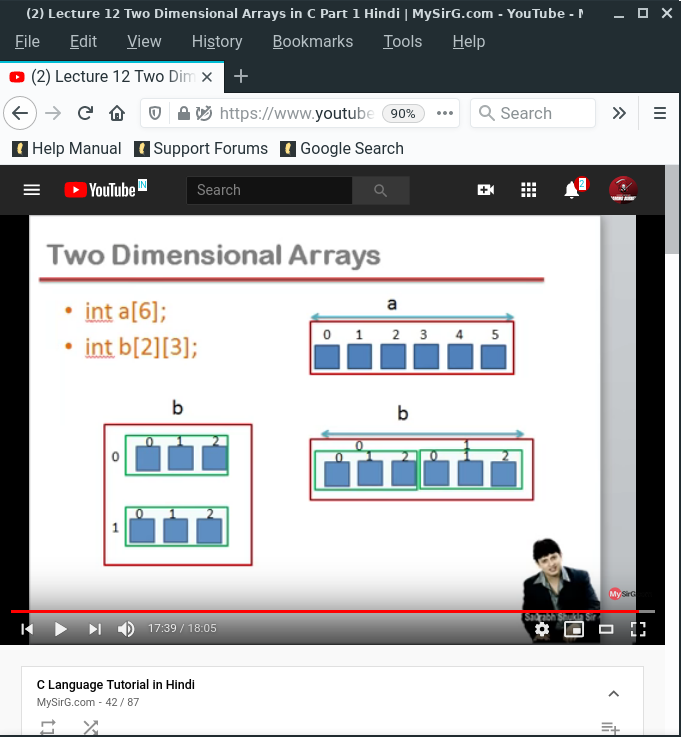 (2) Lecture 12 Two Dimensional Arrays in C Part 1 Hindi | MySirG.com - YouTube -
File Edit View History Bookmarks Tools Help
(2) Lecture 12 Two Dim
https://www.youtube 90% Search
Help Manual Support Forums Google Search
YouTube IN Search 2
Two Dimensional Arrays
• int a[6];
• int b[2][3];
a
0 1 2 3 4 5
b
0 0 1 2
1 0 1 2
b
0 1
0 1 2 0 1 2
MySirG
Saurabh Shukla Sir
17:39 / 18:05
C Language Tutorial in Hindi
MySirG.com - 42 / 87